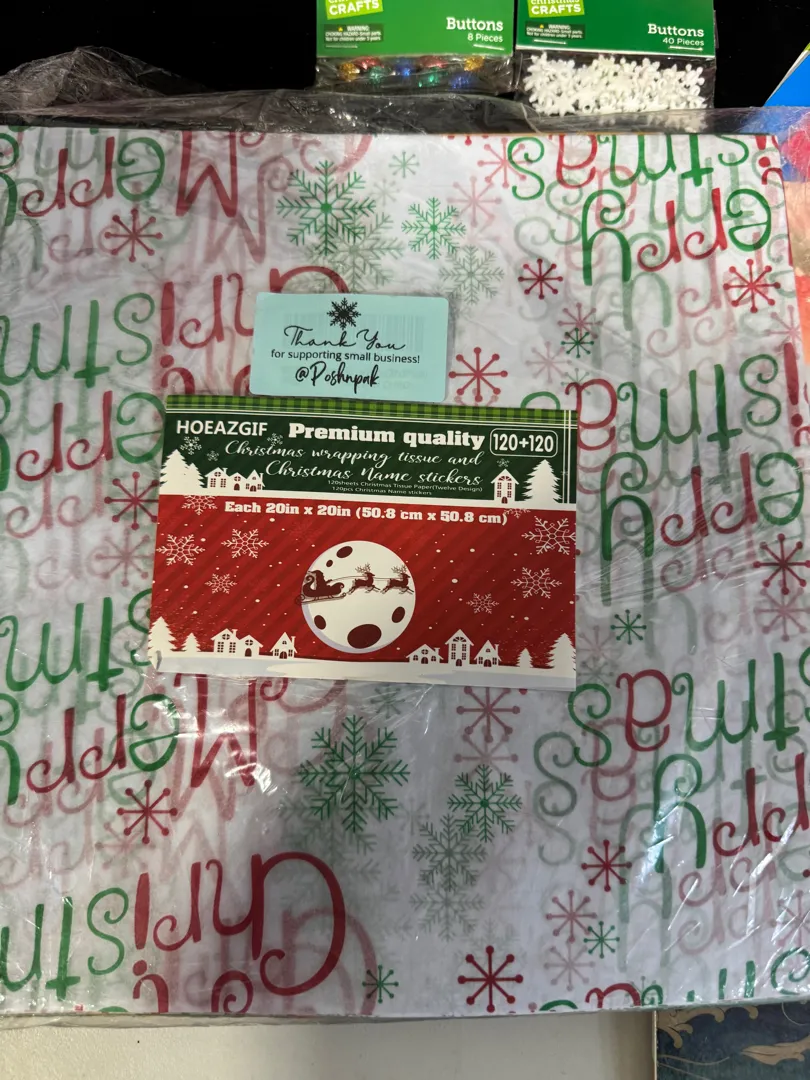 CRAFTS
WARNING:
Buttons
8 Pieces
christmas
CRAFTS
WARNING:
Buttons
40 Pieces
Merry
Christmas
Merry
Christmas
Thank You
for supporting small business!
@Poshnpak
HOEAZGIF Premium quality 120+120
Christmas wrapping tissue and
Christmas Name stickers
120sheets Christmas Tissue Paper(Twelve Design)
120pcs Christmas Name stickers
Each 20in x 20in (50.8 cm x 50.8 cm)
Merry
Christmas